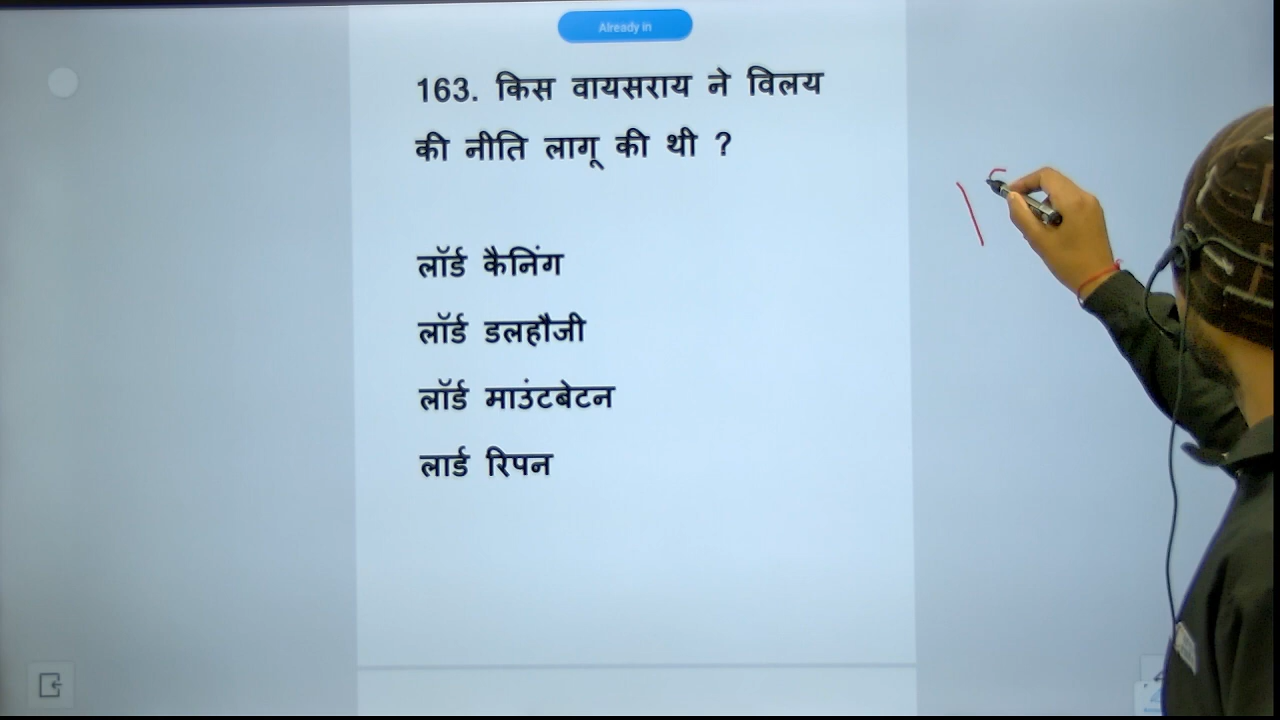 Already in
163. किस वायसराय ने विलय
की नीति लागू की थी ?
लॉर्ड कैनिंग
लॉर्ड डलहौजी
लॉर्ड माउंटबेटन
लार्ड रिपन